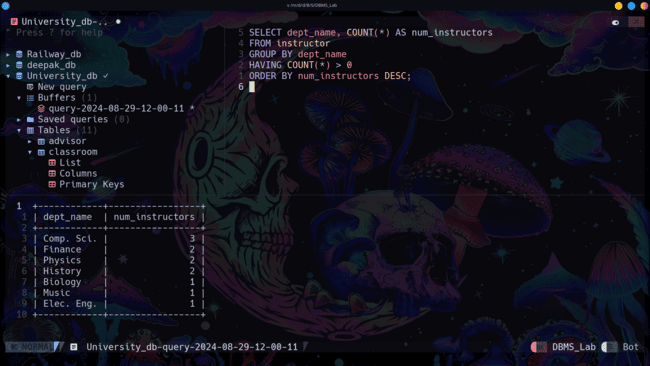 v /m/d/d/B/S/DBMS_Lab
University_db-..
" Press ? for help
Railway_db
deepak_db
University_db ✓
New query
Buffers (1)
query-2024-08-29-12-00-11 *
Saved queries (0)
Tables (11)
advisor
classroom
List
Columns
Primary Keys
5 SELECT dept_name, COUNT(*) AS num_instructors
4 FROM instructor
3 GROUP BY dept_name
2 HAVING COUNT(*) > 0
1 ORDER BY num_instructors DESC;
6
1 +------------+-----------------+
1 | dept_name | num_instructors |
2 +------------+-----------------+
3 | Comp. Sci. | 3 |
4 | Finance | 2 |
5 | Physics | 2 |
6 | History | 2 |
7 | Biology | 1 |
8 | Music | 1 |
9 | Elec. Eng. | 1 |
10 +------------+-----------------+
NORMAL University_db-query-2024-08-29-12-00-11 DBMS_Lab Bot